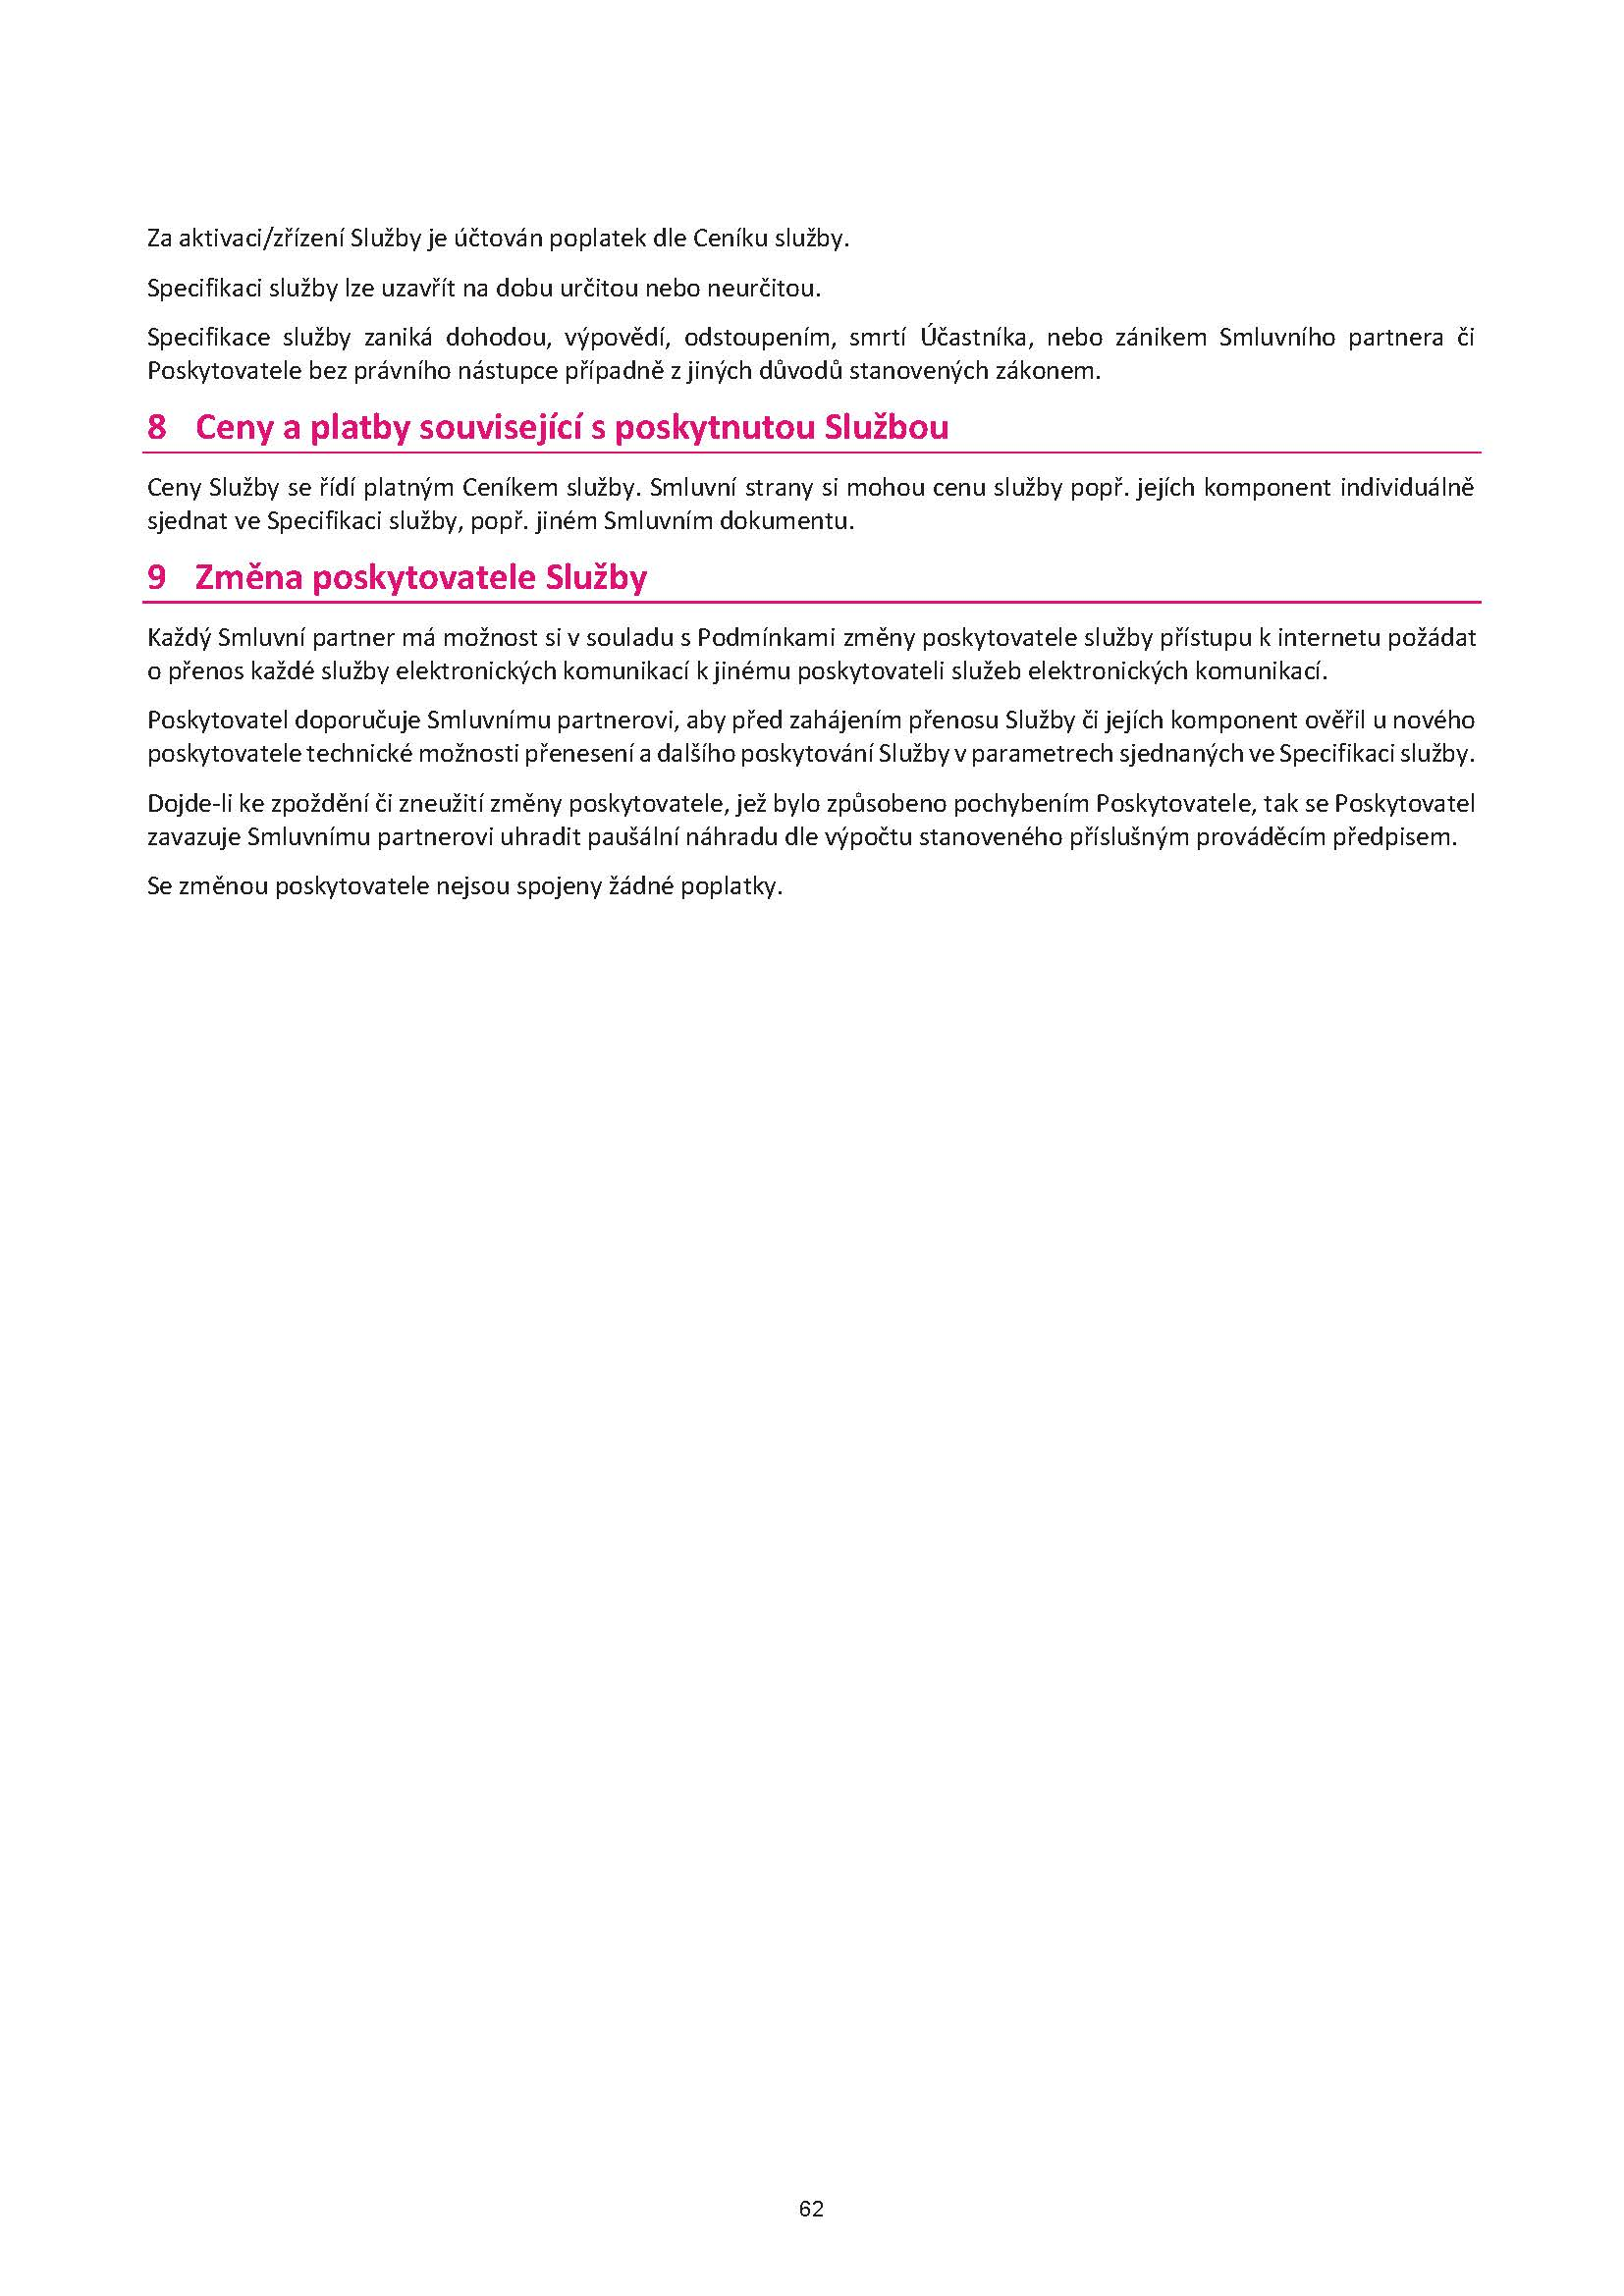 Za aktivaci/zřízení Služby je účtován poplatek dle Ceníku služby.
Specifikaci služby lze uzavřít na dobu určitou nebo neurčitou.
Specifikace služby zaniká dohodou, výpovědí, odstoupením, smrtí Účastníka, nebo zánikem Smluvního partnera či
Poskytovatele bez právního nástupce případně z jiných důvodů stanovených zákonem.
8 Ceny a platby související s poskytnutou Službou
Ceny Služby se řídí platným Ceníkem služby. Smluvní strany si mohou cenu služby popř. jejích komponent individuálně
sjednat ve Specifikaci služby, popř. jiném Smluvním dokumentu.
9 Změna poskytovatele Služby
Každý Smluvní partner má možnost si v souladu s Podmínkami změny poskytovatele služby přístupu k internetu požádat
o přenos každé služby elektronických komunikací k jinému poskytovateli služeb elektronických komunikací.
Poskytovatel doporučuje Smluvnímu partnerovi, aby před zahájením přenosu Služby či jejích komponent ověřil u nového
poskytovatele technické možnosti přenesení a dalšího poskytování Služby v parametrech sjednaných ve Specifikaci služby.
Dojde-li ke zpoždění či zneužití změny poskytovatele, jež bylo způsobeno pochybením Poskytovatele, tak se Poskytovatel
zavazuje Smluvnímu partnerovi uhradit paušální náhradu dle výpočtu stanoveného příslušným prováděcím předpisem.
Se změnou poskytovatele nejsou spojeny žádné poplatky.
62